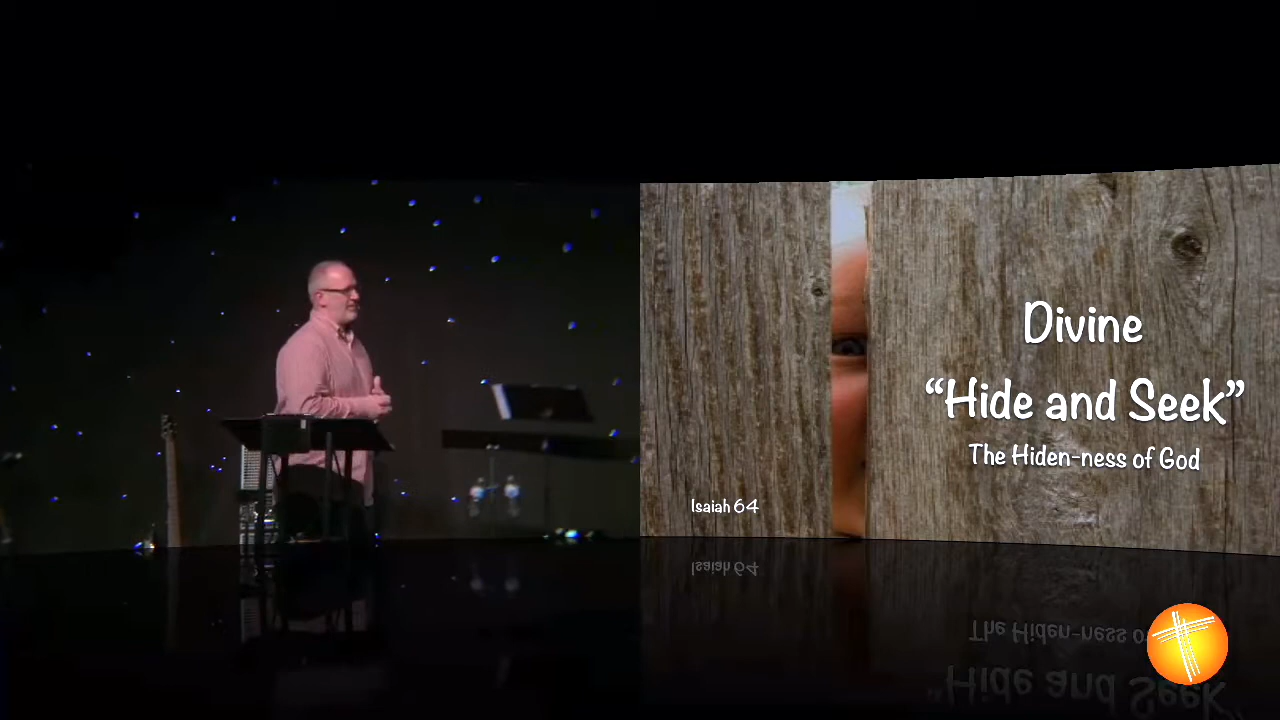 Divine
“Hide and Seek”
The Hiden-ness of God
Isaiah 64